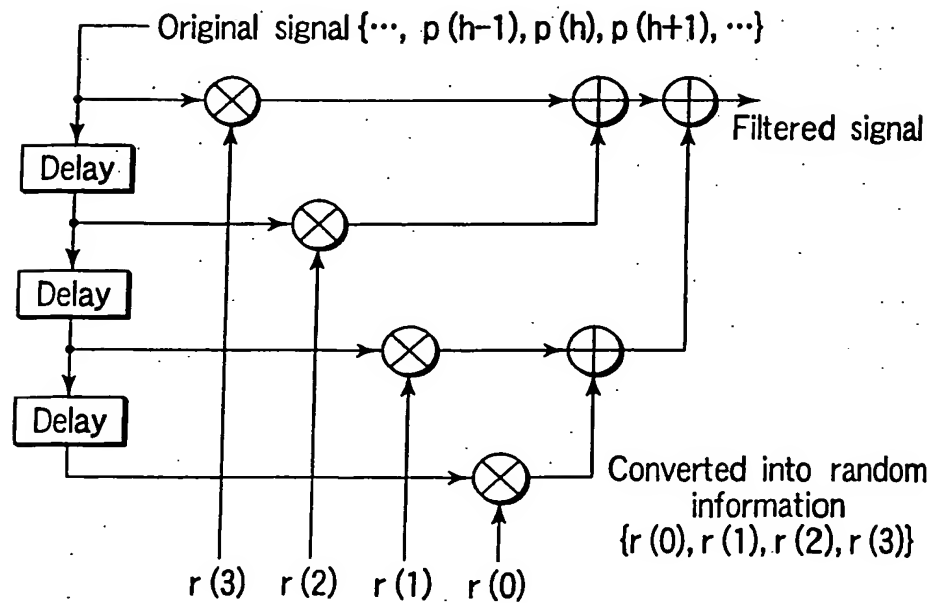 Original signal {···, p (h-1), p (h), p (h+1), ···}
Filtered signal
Delay
Delay
Delay
Converted into random
information
{r (0), r (1), r (2), r (3)}
r (3) r (2) r (1) r (0)